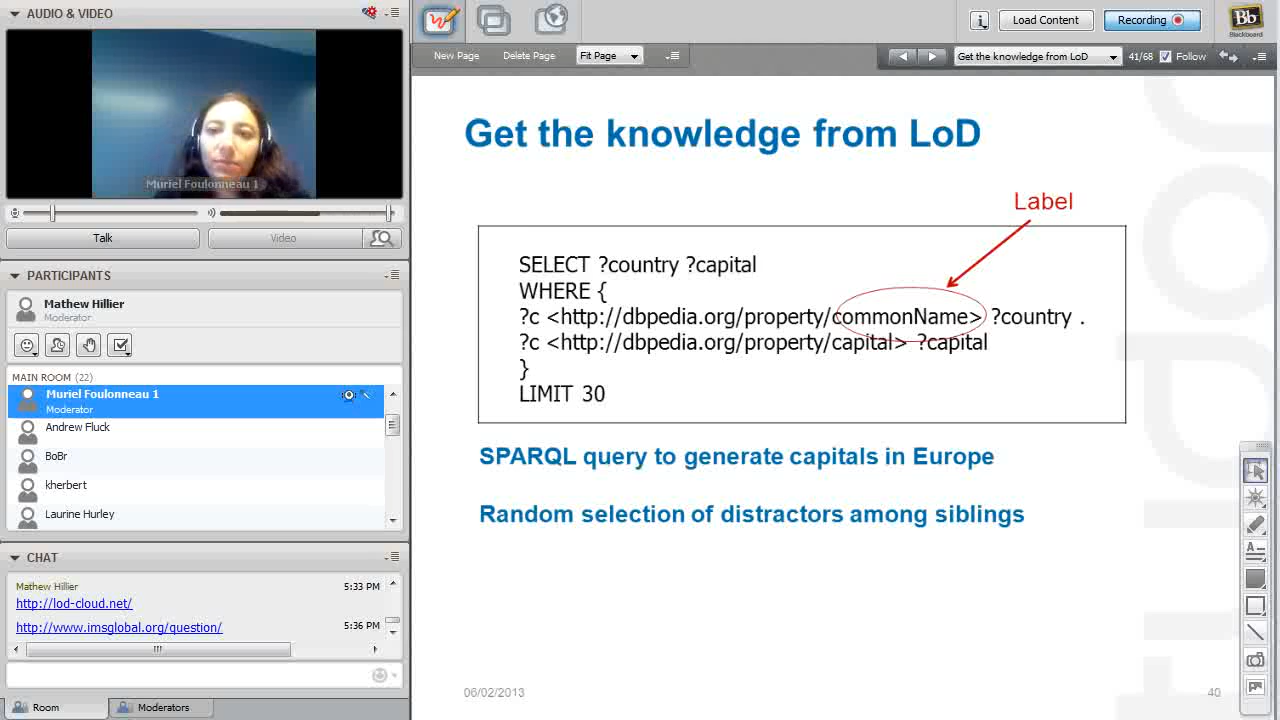 AUDIO & VIDEO
Muriel Foulonneau 1
Talk
Video
PARTICIPANTS
Mathew Hillier
MAIN ROOM (22)
Muriel Foulonneau 1
Moderator
Andrew Fluck
BoBr
kherbert
Laurine Hurley
CHAT
Mathew Hillier 5:33 PM
http://lod-cloud.net/
http://www.imsglobal.org/question/ 5:36 PM
Room
Moderators
Load Content
Recording
Bb
Blackboard
New Page
Delete Page
Fit Page
Get the knowledge from LoD
41/68
Follow
Get the knowledge from LoD
Label
SELECT ?country ?capital
WHERE {
?c <http://dbpedia.org/property/commonName> ?country .
?c <http://dbpedia.org/property/capital> ?capital
}
LIMIT 30
SPARQL query to generate capitals in Europe
Random selection of distractors among siblings
06/02/2013
40